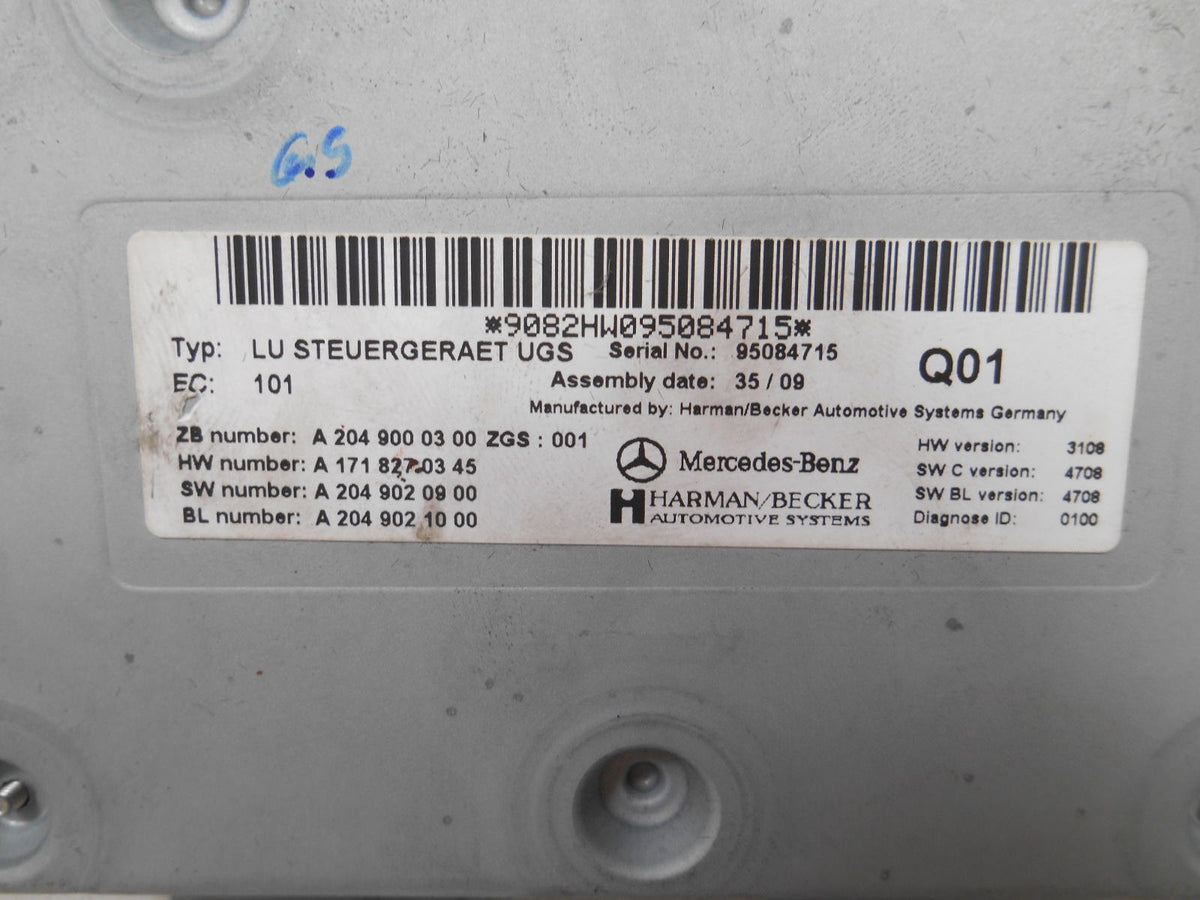 G.S
*9082HW095084715*
Typ: LU STEUERGERAET UGS Serial No.: 95084715
EC: 101 Assembly date: 35 / 09 Q01
Manufactured by: Harman/Becker Automotive Systems Germany
ZB number: A 204 900 03 00 ZGS : 001
HW number: A 171 827 03 45
SW number: A 204 902 09 00
BL number: A 204 902 10 00
Mercedes-Benz
HARMAN/BECKER
AUTOMOTIVE SYSTEMS
HW version: 3108
SW C version: 4708
SW BL version: 4708
Diagnose ID: 0100